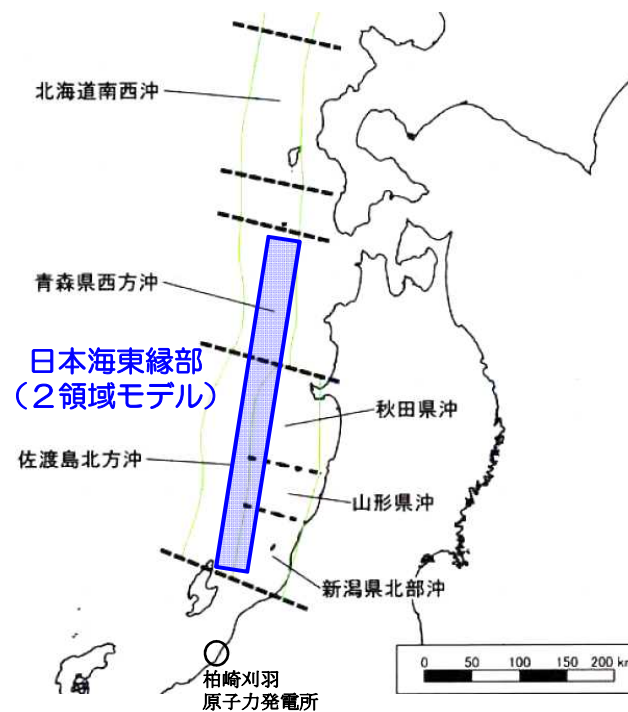 北海道南西沖
青森県西方沖
日本海東縁部
（２領域モデル）
秋田県沖
佐渡島北方沖
山形県沖
新潟県北部沖
柏崎刈羽
原子力発電所
0 50 100 150 200 km